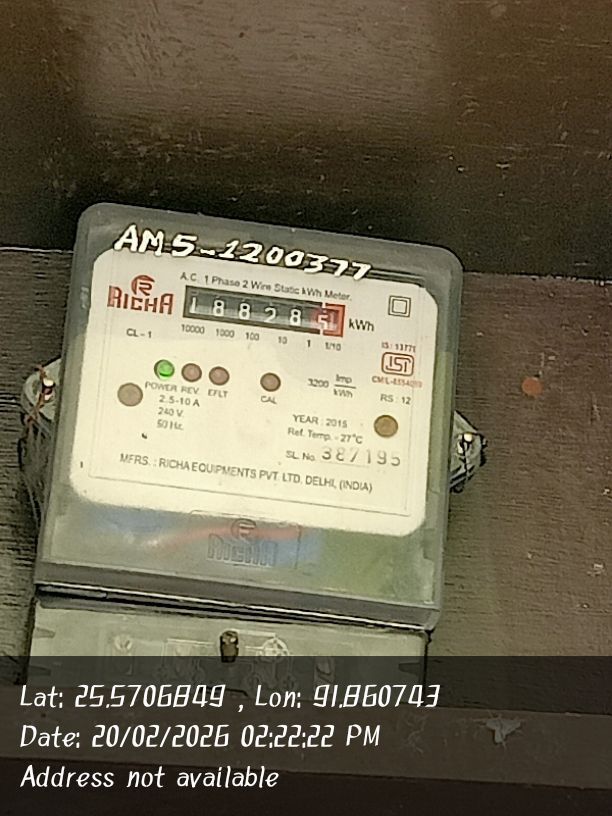 AM5-1200377
A.C. 1 Phase 2 Wire Static kWh Meter.
RICHA
188285 kWh
10000 1000 100 10 1 1/10
CL - 1
IS : 13771
ISI
POWER REV. EFLT CAL
3200 Imp/kWh
RS : 12
2.5-10 A
240 V.
50 Hz.
YEAR : 2015
Ref. Temp. - 27°C
SL. No. 387195
MFRS. : RICHA EQUIPMENTS PVT. LTD. DELHI, (INDIA)
RICHA
Lat: 25.5706849 , Lon: 91.860743
Date: 20/02/2026 02:22:22 PM
Address not available